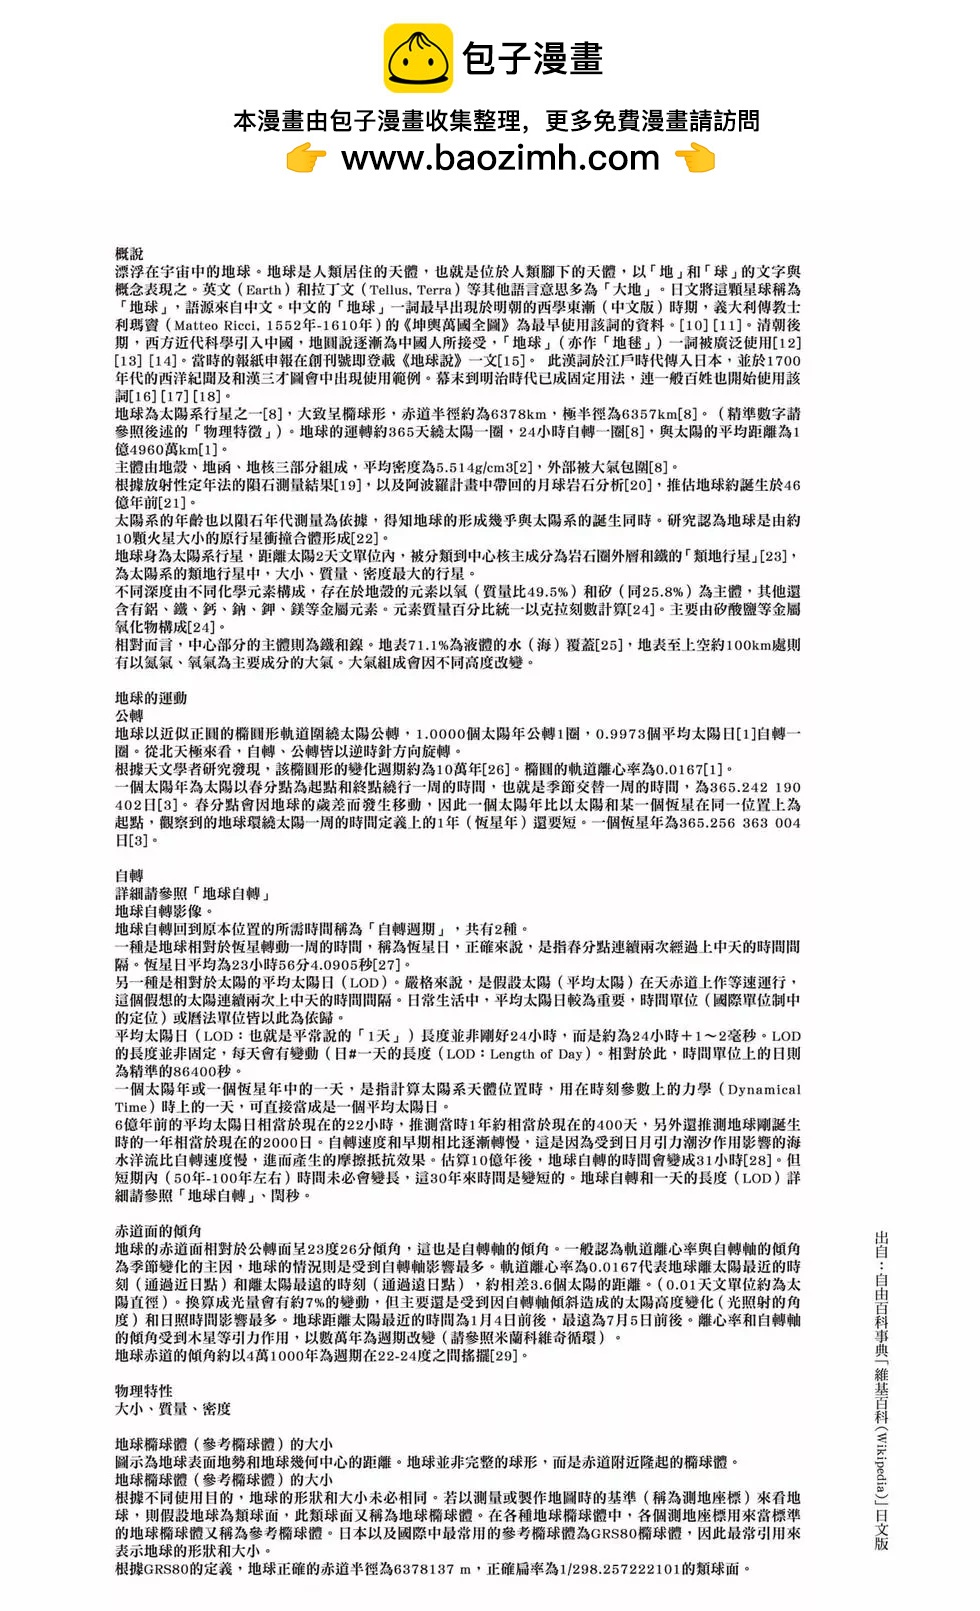 包子漫畫
本漫畫由包子漫畫收集整理，更多免費漫畫請訪問
👉 www.baozimh.com 👈
概說
漂浮在宇宙中的地球。地球是人類居住的天體，也就是位於人類腳下的天體，以「地」和「球」的文字與
概念表現之。英文（Earth）和拉丁文（Tellus, Terra）等其他語言意思多為「大地」。日文將這顆星球稱為
「地球」，語源來自中文。中文的「地球」一詞最早出現於明朝的西學東漸（中文版）時期，義大利傳教士
利瑪竇（Matteo Ricci, 1552年-1610年）的《坤輿萬國全圖》為最早使用該詞的資料。[10] [11]。清朝後
期，西方近代科學引入中國，地圓說逐漸為中國人所接受，「地球」（亦作「地毬」）一詞被廣泛使用[12]
[13] [14]。當時的報紙申報在創刊號即登載《地球說》一文[15]。 此漢詞於江戶時代傳入日本，並於1700
年代的西洋紀聞及和漢三才圖會中出現使用範例。幕末到明治時代已成固定用法，連一般百姓也開始使用該
詞[16] [17] [18]。
地球為太陽系行星之一[8]，大致呈橢球形，赤道半徑約為6378km，極半徑為6357km[8]。（精準數字請
參照後述的「物理特徵」）。地球的運轉約365天繞太陽一圈，24小時自轉一圈[8]，與太陽的平均距離為1
億4960萬km[1]。
主體由地殼、地函、地核三部分組成，平均密度為5.514g/cm3[2]，外部被大氣包圍[8]。
根據放射性定年法的隕石測量結果[19]，以及阿波羅計畫中帶回的月球岩石分析[20]，推估地球約誕生於46
億年前[21]。
太陽系的年齡也以隕石年代測量為依據，得知地球的形成幾乎與太陽系的誕生同時。研究認為地球是由約
10顆火星大小的原行星衝撞合體形成[22]。
地球身為太陽系行星，距離太陽2天文單位內，被分類到中心核主成分為岩石圈外層和鐵的「類地行星」[23]，
為太陽系的類地行星中，大小、質量、密度最大的行星。
不同深度由不同化學元素構成，存在於地殼的元素以氧（質量比49.5%）和矽（同25.8%）為主體，其他還
含有鋁、鐵、鈣、鈉、鉀、鎂等金屬元素。元素質量百分比統一以克拉刻數計算[24]。主要由矽酸鹽等金屬
氧化物構成[24]。
相對而言，中心部分的主體則為鐵和鎳。地表71.1%為液體的水（海）覆蓋[25]，地表至上空約100km處則
有以氮氣、氧氣為主要成分的大氣。大氣組成會因不同高度改變。
地球的運動
公轉
地球以近似正圓的橢圓形軌道圍繞太陽公轉，1.0000個太陽年公轉1圈，0.9973個平均太陽日[1]自轉一
圈。從北天極來看，自轉、公轉皆以逆時針方向旋轉。
根據天文學者研究發現，該橢圓形的變化週期約為10萬年[26]。橢圓的軌道離心率為0.0167[1]。
一個太陽年為太陽以春分點為起點和終點繞行一周的時間，也就是季節交替一周的時間，為365.242 190
402日[3]。春分點會因地球的歲差而發生移動，因此一個太陽年比以太陽和某一個恆星在同一位置上為
起點，觀察到的地球環繞太陽一周的時間定義上的1年（恆星年）還要短。一個恆星年為365.256 363 004
日[3]。
自轉
詳細請參照「地球自轉」
地球自轉影像。
地球自轉回到原本位置的所需時間稱為「自轉週期」，共有2種。
一種是地球相對於恆星轉動一周的時間，稱為恆星日，正確來說，是指春分點連續兩次經過上中天的時間間
隔。恆星日平均為23小時56分4.0905秒[27]。
另一種是相對於太陽的平均太陽日（LOD）。嚴格來說，是假設太陽（平均太陽）在天赤道上作等速運行，
這個假想的太陽連續兩次上中天的時間間隔。日常生活中，平均太陽日較為重要，時間單位（國際單位制中
的定位）或曆法單位皆以此為依歸。
平均太陽日（LOD：也就是平常說的「1天」）長度並非剛好24小時，而是約為24小時＋1～2毫秒。LOD
的長度並非固定，每天會有變動（日#一天的長度（LOD：Length of Day）。相對於此，時間單位上的日則
為精準的86400秒。
一個太陽年或一個恆星年中的一天，是指計算太陽系天體位置時，用在時刻參數上的力學（Dynamical
Time）時上的一天，可直接當成是一個平均太陽日。
6億年前的平均太陽日相當於現在的22小時，推測當時1年約相當於現在的400天，另外還推測地球剛誕生
時的一年相當於現在的2000日。自轉速度和早期相比逐漸轉慢，這是因為受到日月引力潮汐作用影響的海
水洋流比自轉速度慢，進而產生的摩擦抵抗效果。估算10億年後，地球自轉的時間會變成31小時[28]。但
短期內（50年-100年左右）時間未必會變長，這30年來時間是變短的。地球自轉和一天的長度（LOD）詳
細請參照「地球自轉」、閏秒。
赤道面的傾角
地球的赤道面相對於公轉面呈23度26分傾角，這也是自轉軸的傾角。一般認為軌道離心率與自轉軸的傾角
為季節變化的主因，地球的情況則是受到自轉軸影響最多。軌道離心率為0.0167代表地球離太陽最近的時
刻（通過近日點）和離太陽最遠的時刻（通過遠日點），約相差3.6個太陽的距離。（0.01天文單位約為太
陽直徑）。換算成光量會有約7%的變動，但主要還是受到因自轉軸傾斜造成的太陽高度變化（光照射的角
度）和日照時間影響最多。地球距離太陽最近的時間為1月4日前後，最遠為7月5日前後。離心率和自轉軸
的傾角受到木星等引力作用，以數萬年為週期改變（請參照米蘭科維奇循環）。
地球赤道的傾角約以4萬1000年為週期在22-24度之間搖擺[29]。
物理特性
大小、質量、密度
地球橢球體（參考橢球體）的大小
圖示為地球表面地勢和地球幾何中心的距離。地球並非完整的球形，而是赤道附近隆起的橢球體。
地球橢球體（參考橢球體）的大小
根據不同使用目的，地球的形狀和大小未必相同。若以測量或製作地圖時的基準（稱為測地座標）來看地
球，則假設地球為類球面，此類球面又稱為地球橢球體。在各種地球橢球體中，各個測地座標用來當標準
的地球橢球體又稱為參考橢球體。日本以及國際中最常用的參考橢球體為GRS80橢球體，因此最常引用來
表示地球的形狀和大小。
根據GRS80的定義，地球正確的赤道半徑為6378137 m，正確扁率為1/298.257222101的類球面。
出自：自由百科事典「維基百科(Wikipedia)」日文版